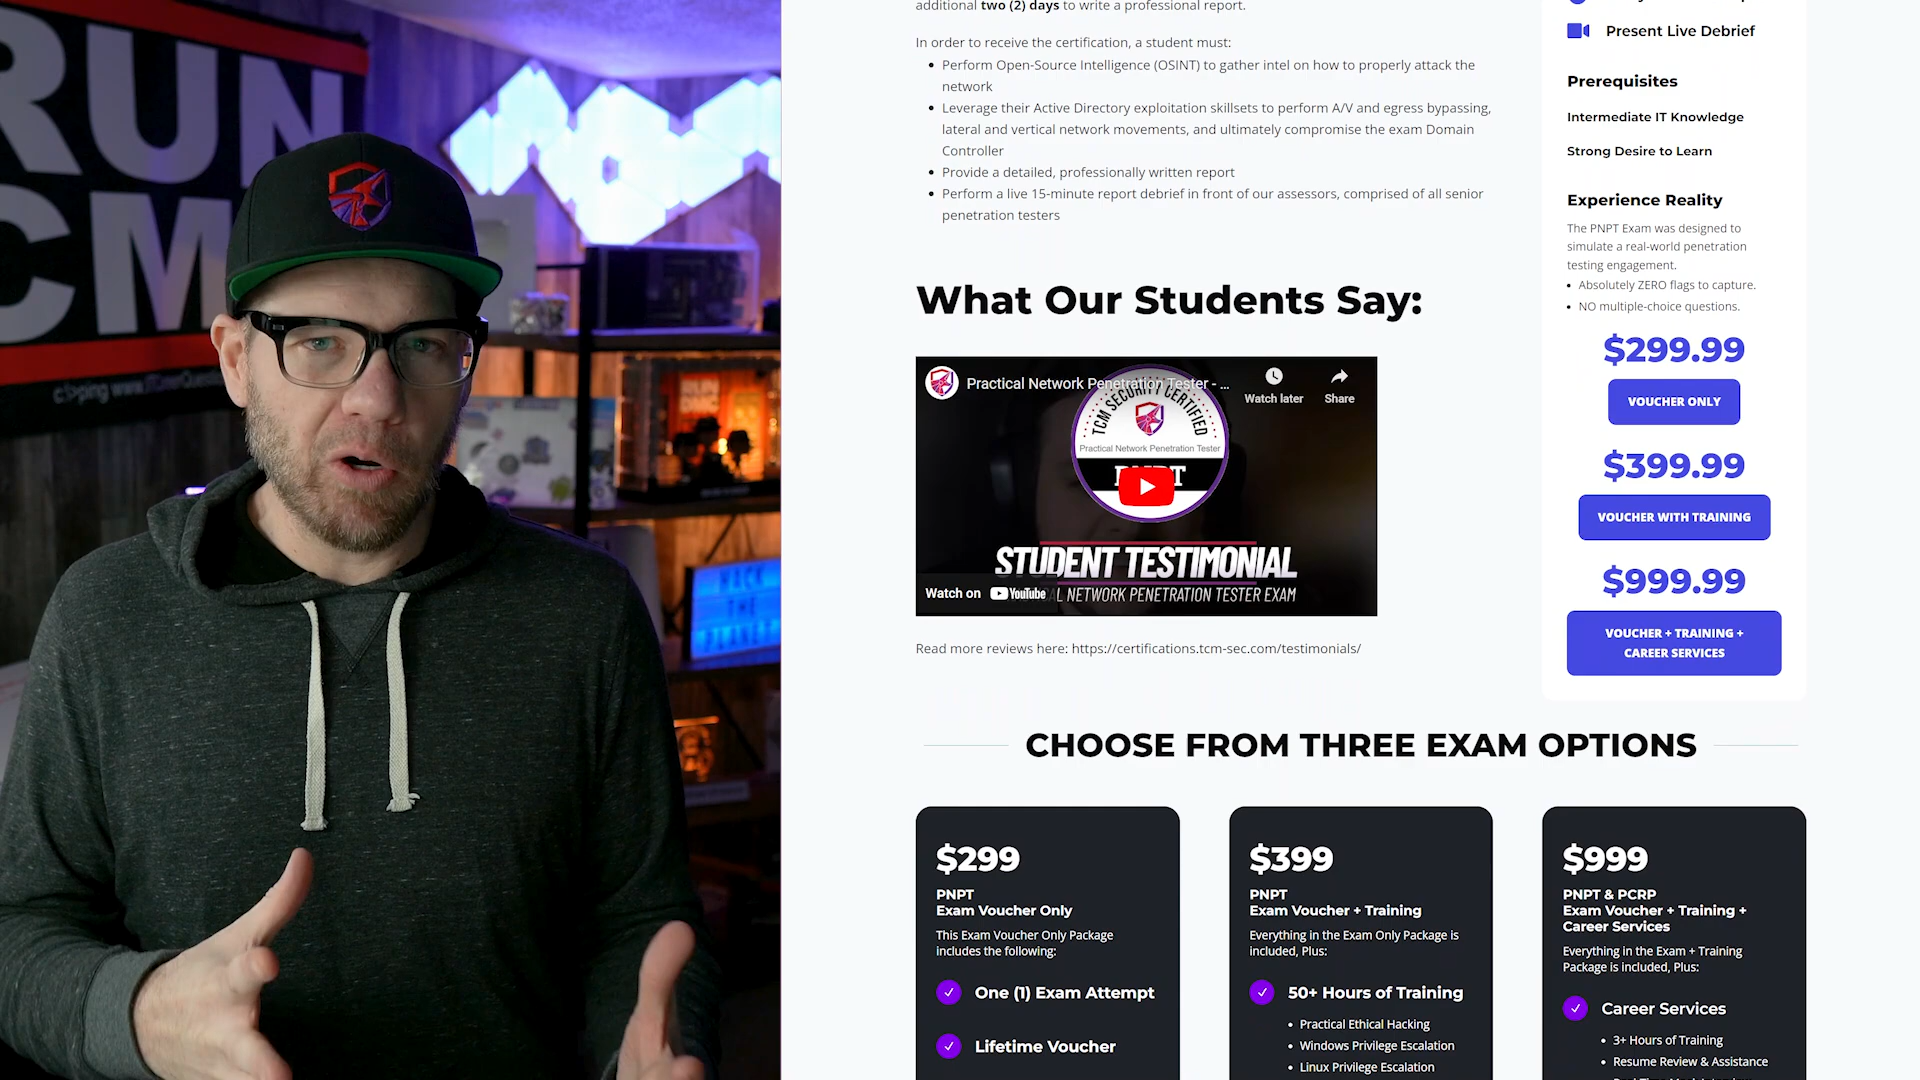 RUN
CM
additional two (2) days to write a professional report.
In order to receive the certification, a student must:
Perform Open-Source Intelligence (OSINT) to gather intel on how to properly attack the
network
Leverage their Active Directory exploitation skillsets to perform A/V and egress bypassing,
lateral and vertical network movements, and ultimately compromise the exam Domain
Controller
Provide a detailed, professionally written report
Perform a live 15-minute report debrief in front of our assessors, comprised of all senior
penetration testers
What Our Students Say:
Practical Network Penetration Tester - ...
Watch later
Share
TCM SECURITY CERTIFIED
Practical Network Penetration Tester
STUDENT TESTIMONIAL
L NETWORK PENETRATION TESTER EXAM
Watch on YouTube
Read more reviews here: https://certifications.tcm-sec.com/testimonials/
Present Live Debrief
Prerequisites
Intermediate IT Knowledge
Strong Desire to Learn
Experience Reality
The PNPT Exam was designed to
simulate a real-world penetration
testing engagement.
Absolutely ZERO flags to capture.
NO multiple-choice questions.
$299.99
VOUCHER ONLY
$399.99
VOUCHER WITH TRAINING
$999.99
VOUCHER + TRAINING +
CAREER SERVICES
CHOOSE FROM THREE EXAM OPTIONS
$299
PNPT
Exam Voucher Only
This Exam Voucher Only Package
includes the following:
One (1) Exam Attempt
Lifetime Voucher
$399
PNPT
Exam Voucher + Training
Everything in the Exam Only Package is
included, Plus:
50+ Hours of Training
Practical Ethical Hacking
Windows Privilege Escalation
Linux Privilege Escalation
$999
PNPT & PCRP
Exam Voucher + Training +
Career Services
Everything in the Exam + Training
Package is included, Plus:
Career Services
3+ Hours of Training
Resume Review & Assistance
HACK
THE
PLANET